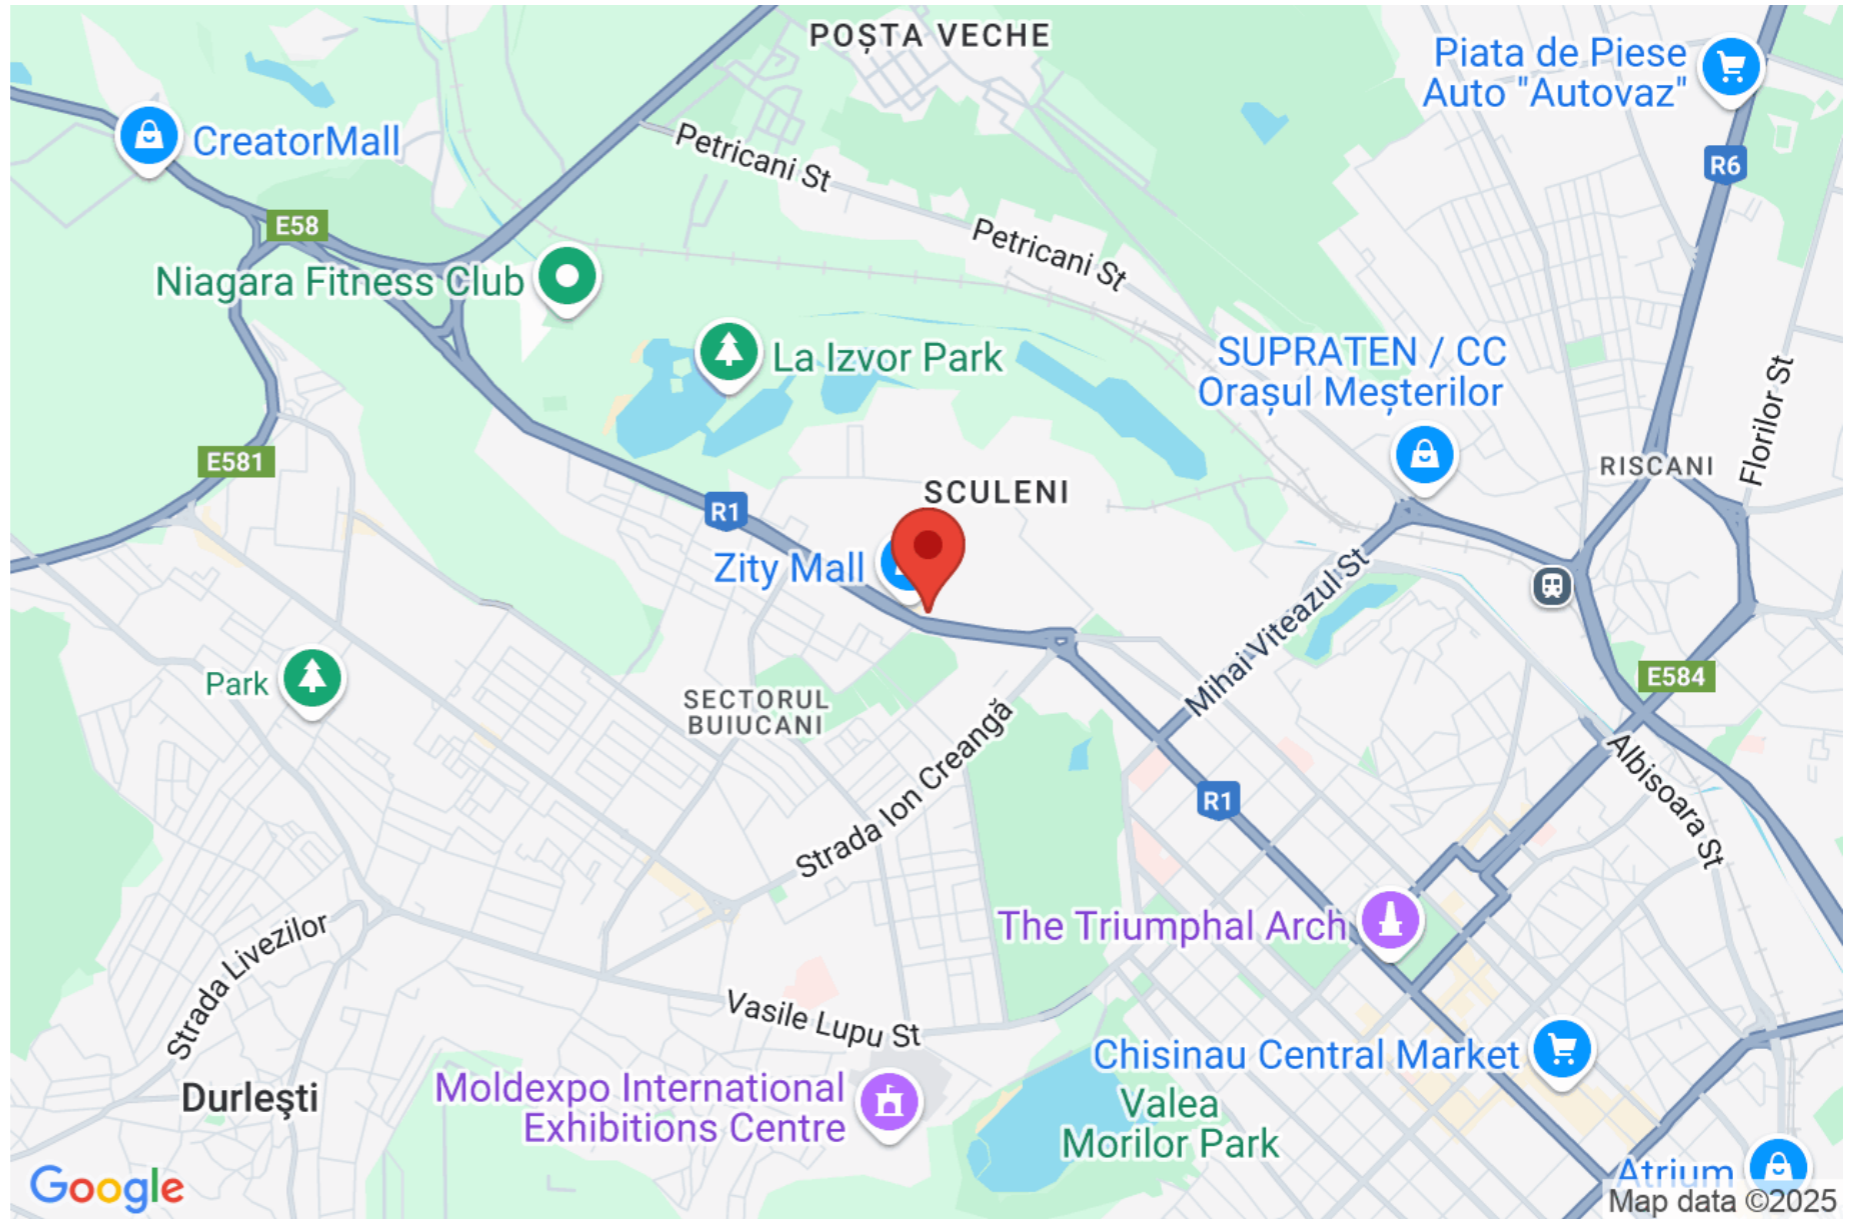 POȘTA VECHE
Piata de Piese
Auto "Autovaz"
CreatorMall
Petricani St
R6
E58
Petricani St
Niagara Fitness Club
La Izvor Park
SUPRATEN / CC
Orașul Meșterilor
Florilor St
E581
RISCANI
SCULENI
R1
Zity Mall
Mihai Viteazul St
Park
E584
SECTORUL
BUIUCANI
Strada Ion Creangă
Albisoara St
R1
The Triumphal Arch
Strada Livezilor
Vasile Lupu St
Chisinau Central Market
Durleşti
Moldexpo International
Exhibitions Centre
Valea
Morilor Park
Atrium
Google
Map data ©2025